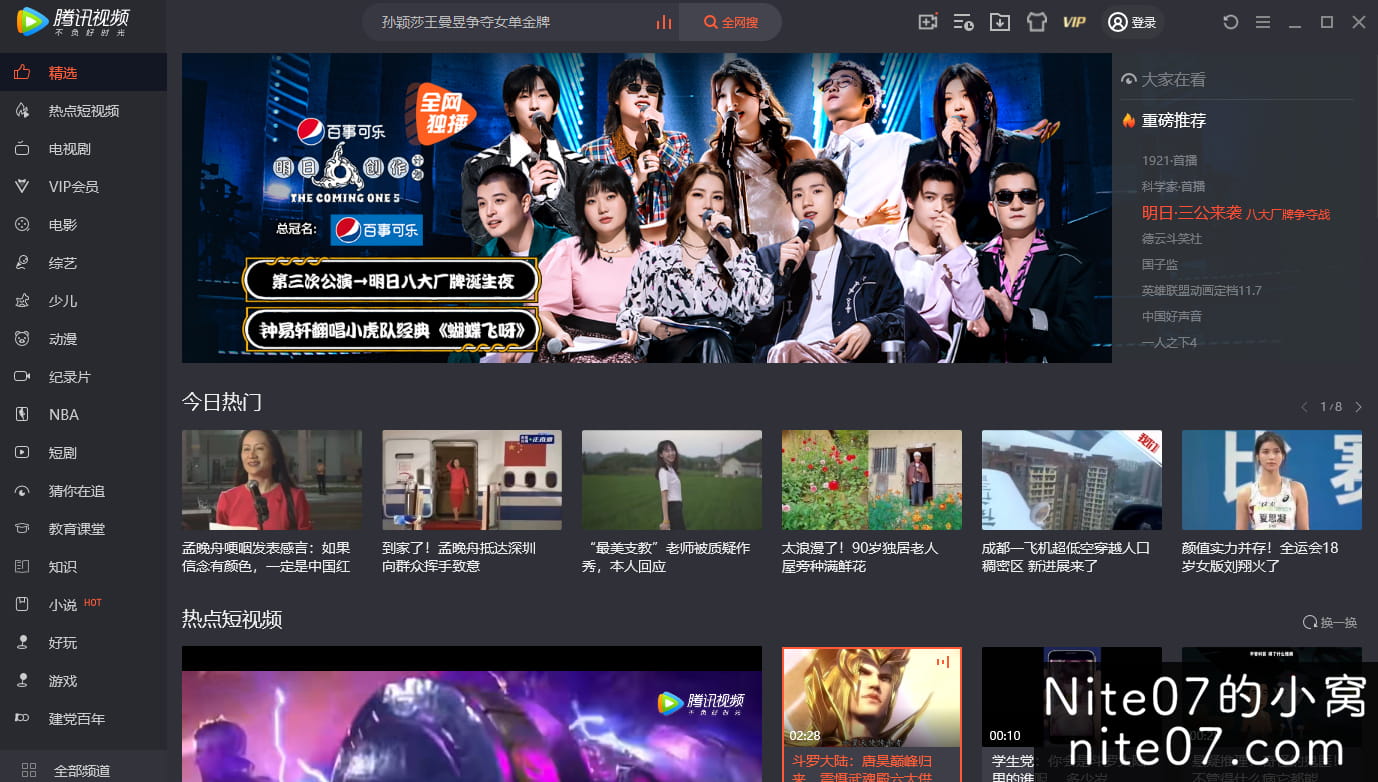 腾讯视频
不负好时光
孙颖莎王曼昱争夺女单金牌
全网搜
VIP
登录
精选
热点短视频
电视剧
VIP会员
电影
综艺
少儿
动漫
纪录片
NBA
短剧
猜你在追
教育课堂
知识
小说 HOT
好玩
游戏
建党百年
全部频道
全网独播
百事可乐
明日创作计划
THE COMING ONE 5
总冠名：
百事可乐
第三次公演→明日八大厂牌诞生夜
钟易轩翻唱小虎队经典《蝴蝶飞呀》
大家在看
重磅推荐
1921·首播
科学家·首播
明日·三公来袭 八大厂牌争夺战
德云斗笑社
国子监
英雄联盟动画定档11.7
中国好声音
一人之下4
今日热门
1/8
孟晚舟哽咽发表感言：如果
信念有颜色，一定是中国红
到家了！孟晚舟抵达深圳
向群众挥手致意
“最美支教”老师被质疑作
秀，本人回应
太浪漫了！90岁独居老人
屋旁种满鲜花
我们
成都一飞机超低空穿越人口
稠密区 新进展来了
比赛
夏思凝
颜值实力并存！全运会18
岁女版刘翔火了
热点短视频
换一换
腾讯视频
不负好时光
02:28
斗罗大陆：唐昊巅峰归
来，震慑武魂殿六大供
00:10
学生党：
里的谁
Nite07的小窝
nite07.com